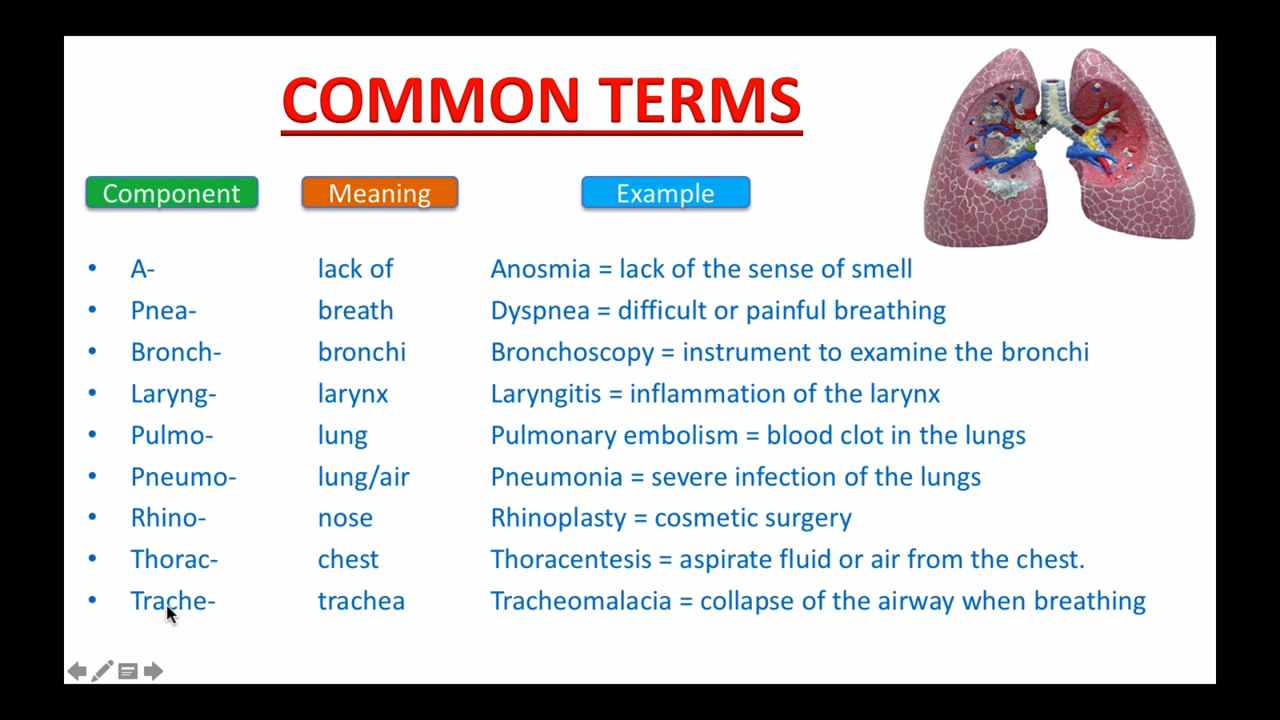 COMMON TERMS
Component Meaning Example
• A- lack of Anosmia = lack of the sense of smell
• Pnea- breath Dyspnea = difficult or painful breathing
• Bronch- bronchi Bronchoscopy = instrument to examine the bronchi
• Laryng- larynx Laryngitis = inflammation of the larynx
• Pulmo- lung Pulmonary embolism = blood clot in the lungs
• Pneumo- lung/air Pneumonia = severe infection of the lungs
• Rhino- nose Rhinoplasty = cosmetic surgery
• Thorac- chest Thoracentesis = aspirate fluid or air from the chest.
• Trache- trachea Tracheomalacia = collapse of the airway when breathing